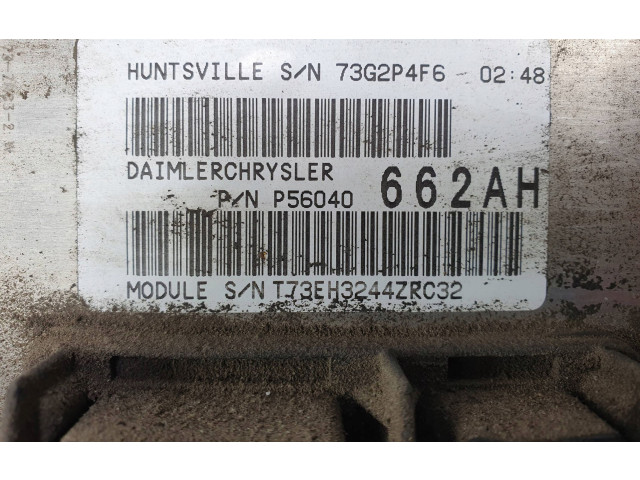 HUNTSVILLE S/N 73G2P4F6 - 02:48
DAIMLERCHRYSLER
P/N P56040 662AH
MODULE S/N T73EH3244ZRC32